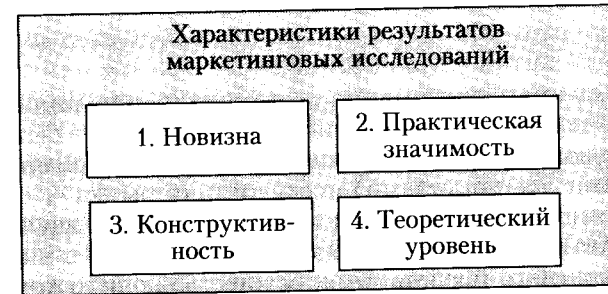 Характеристики результатов
маркетинговых исследований
1. Новизна
2. Практическая
значимость
3. Конструктив-
ность
4. Теоретический
уровень